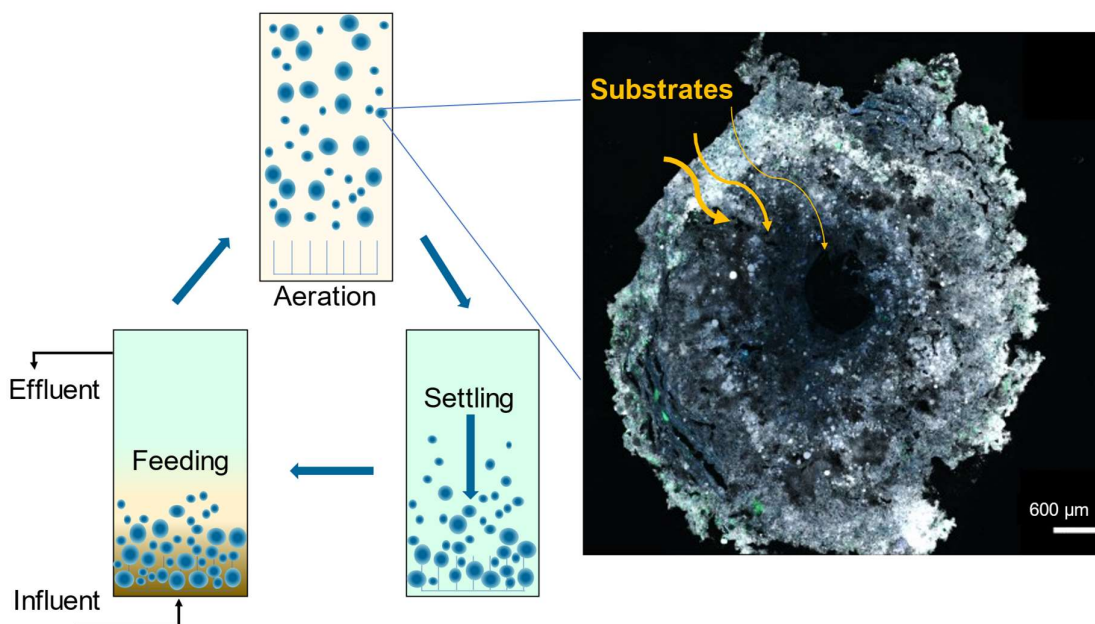 Substrates
Aeration
Effluent
Settling
Feeding
600 µm
Influent